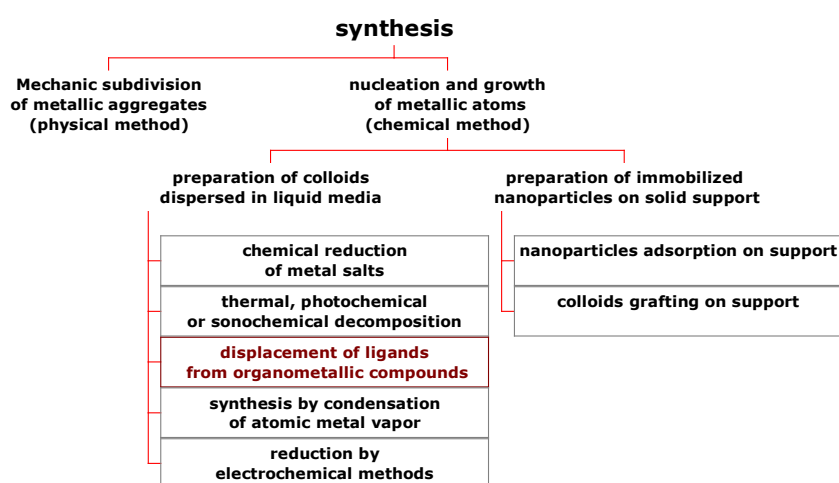 synthesis
Mechanic subdivision
of metallic aggregates
(physical method)
nucleation and growth
of metallic atoms
(chemical method)
preparation of colloids
dispersed in liquid media
preparation of immobilized
nanoparticles on solid support
chemical reduction
of metal salts
thermal, photochemical
or sonochemical decomposition
displacement of ligands
from organometallic compounds
synthesis by condensation
of atomic metal vapor
reduction by
electrochemical methods
nanoparticles adsorption on support
colloids grafting on support